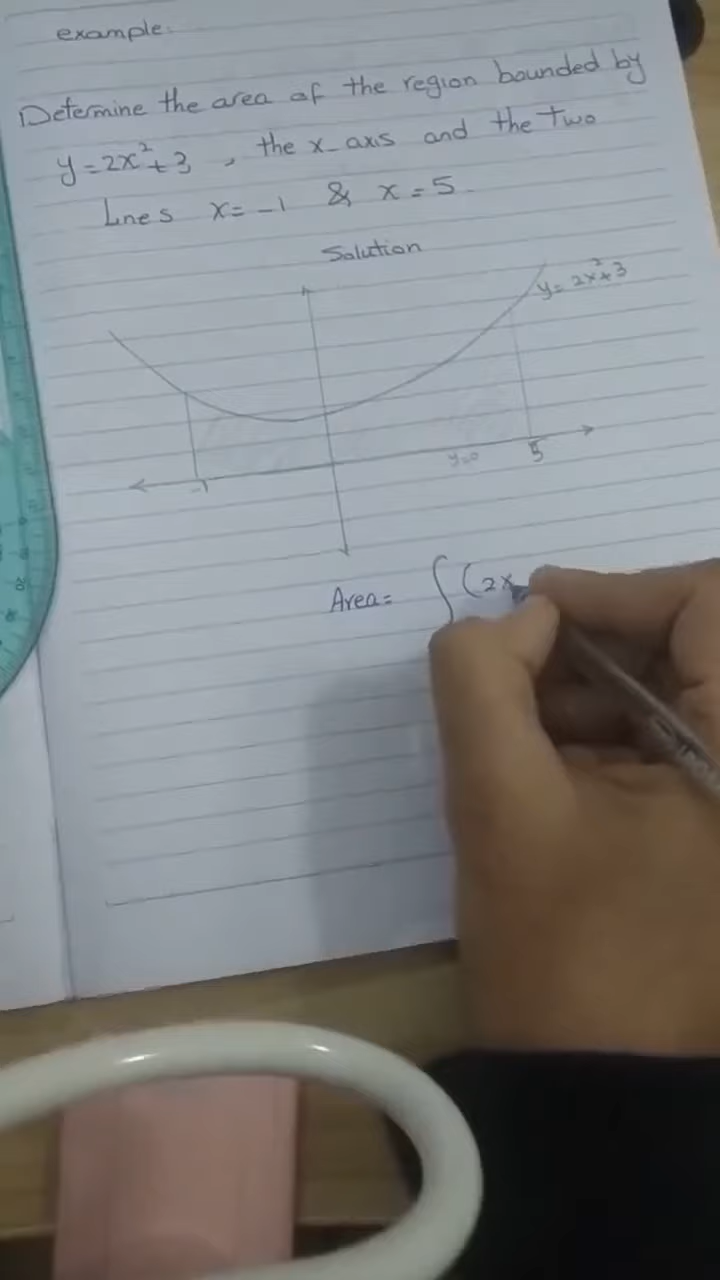 example:
Determine the area of the region bounded by
y = 2x² + 3 , the x-axis and the two
Lines x = -1 & x = 5
Solution
y = 2x² + 3
y=0
5
-1
Area = ∫ (2x